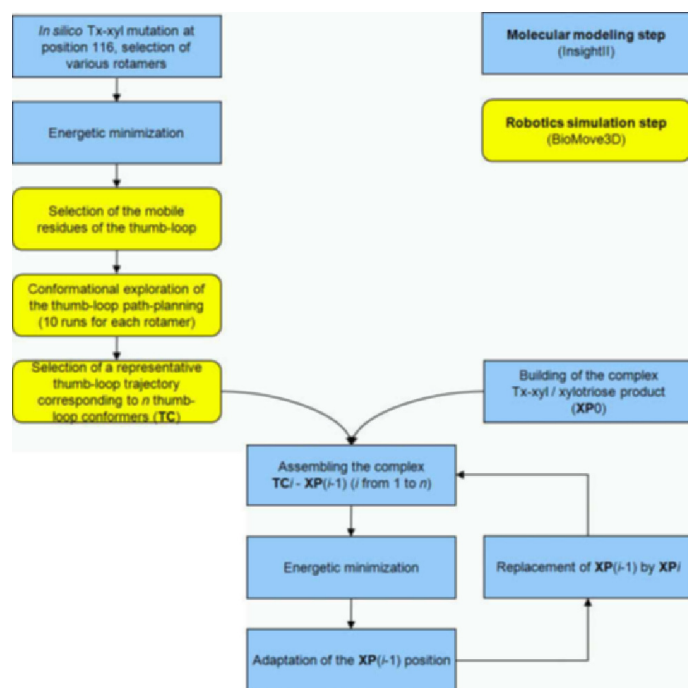 In silico Tx-xyl mutation at
position 116, selection of
various rotamers
Molecular modeling step
(InsightII)
Energetic minimization
Robotics simulation step
(BioMove3D)
Selection of the mobile
residues of the thumb-loop
Conformational exploration of
the thumb-loop path-planning
(10 runs for each rotamer)
Selection of a representative
thumb-loop trajectory
corresponding to n thumb-
loop conformers (TC)
Building of the complex
Tx-xyl / xylotriose product
(XP0)
Assembling the complex
TCi - XP(i-1) (i from 1 to n)
Energetic minimization
Replacement of XP(i-1) by XPi
Adaptation of the XP(i-1) position